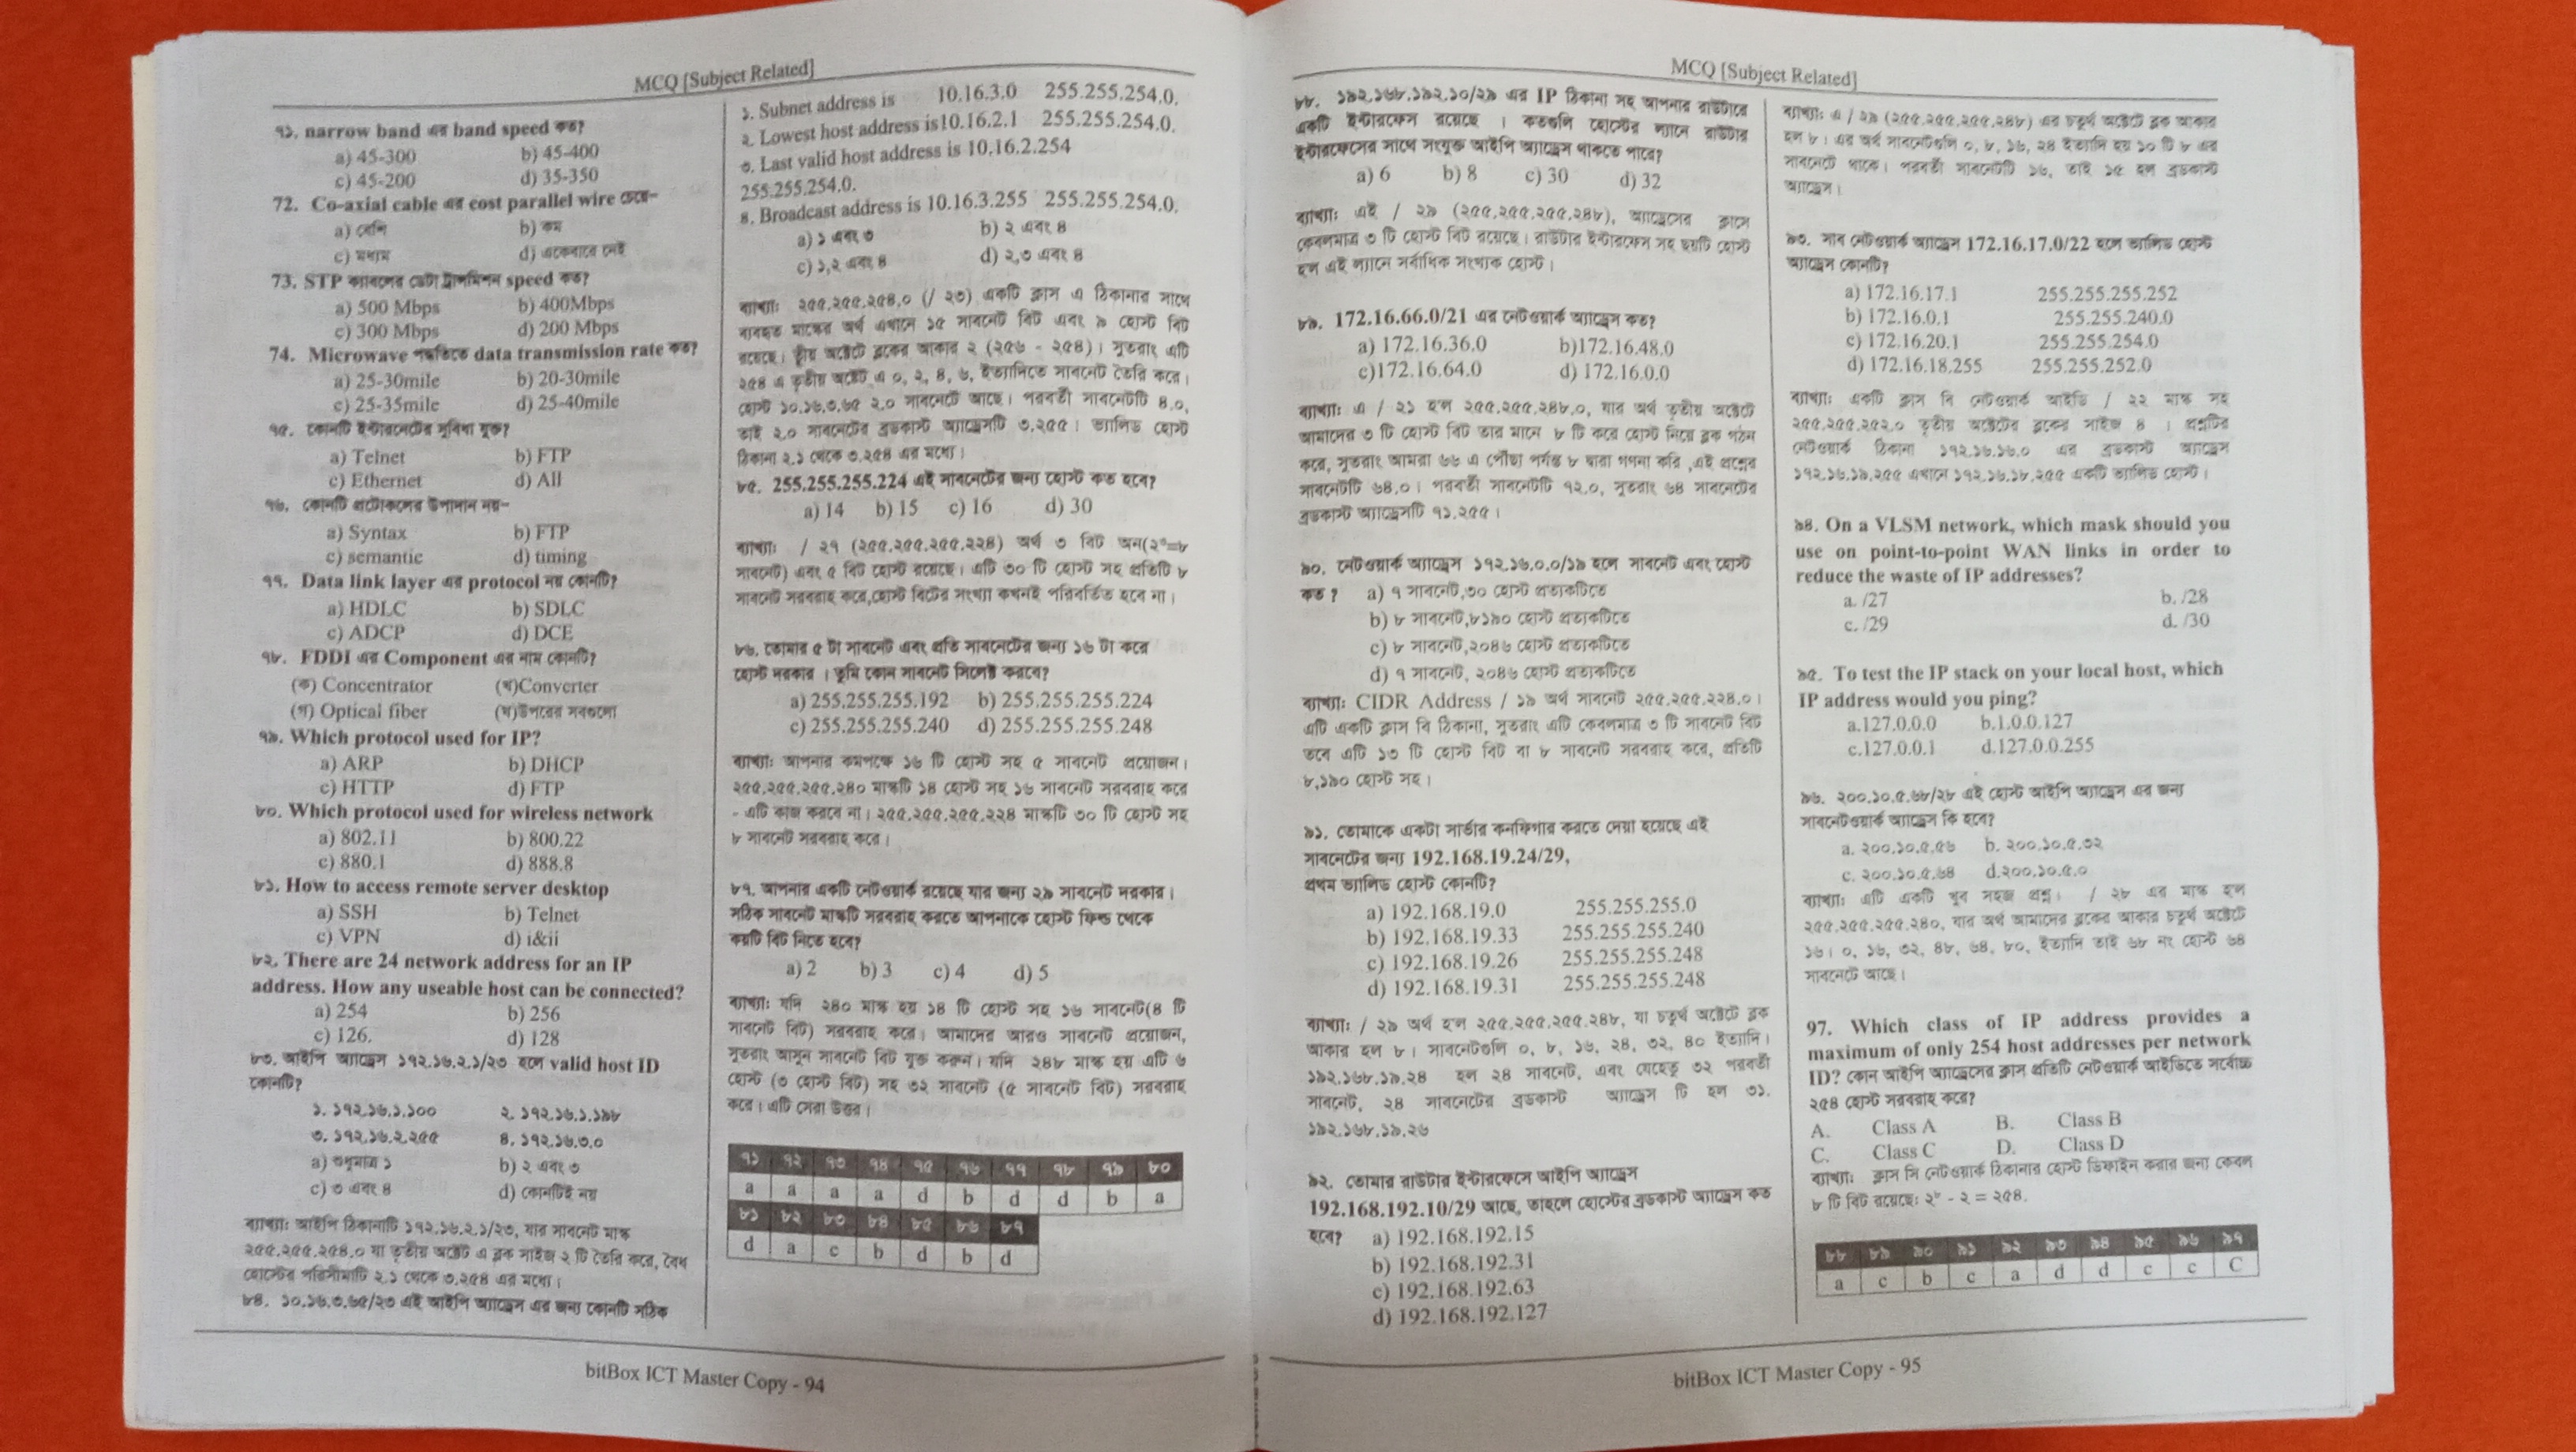 MCQ [Subject Related]
৭১. narrow band এর band speed কত?
a) 45-300 b) 45-400
c) 45-200 d) 35-350
72. Co-axial cable এর cost parallel wire চেয়ে–
a) বেশি b) কম
c) মধ্যম d) একেবারে নেই
73. STP ক্যাবলের ডেটা ট্রান্সমিশন speed কত?
a) 500 Mbps b) 400Mbps
c) 300 Mbps d) 200 Mbps
74. Microwave পদ্ধতিতে data transmission rate কত?
a) 25-30mile b) 20-30mile
c) 25-35mile d) 25-40mile
৭৫. কোনটি ইন্টারনেটের সুবিধা যুক্ত?
a) Telnet b) FTP
c) Ethernet d) All
৭৬. কোনটি প্রটোকলের উপাদান নয়–
a) Syntax b) FTP
c) semantic d) timing
৭৭. Data link layer এর protocol নয় কোনটি?
a) HDLC b) SDLC
c) ADCP d) DCE
৭৮. FDDI এর Component এর নাম কোনটি?
(ক) Concentrator (খ)Converter
(গ) Optical fiber (ঘ)উপরের সবগুলো
৭৯. Which protocol used for IP?
a) ARP b) DHCP
c) HTTP d) FTP
৮০. Which protocol used for wireless network
a) 802.11 b) 800.22
c) 880.1 d) 888.8
৮১. How to access remote server desktop
a) SSH b) Telnet
c) VPN d) i&ii
৮২. There are 24 network address for an IP
address. How any useable host can be connected?
a) 254 b) 256
c) 126. d) 128
৮৩. আইপি অ্যাড্রেস ১৭২.১৬.২.১/২৩ হলে valid host ID
কোনটি?
১. ১৭২.১৬.১.১০০ ২. ১৭২.১৬.১.১৯৮
৩. ১৭২.১৬.২.২৫৫ ৪. ১৭২.১৬.৩.০
a) শুধুমাত্র ১ b) ২ এবং ৩
c) ৩ এবং ৪ d) কোনটিই নয়
ব্যাখ্যা: আইপি ঠিকানাটি ১৭২.১৬.২.১/২৩, যার সাবনেট মাস্ক
২৫৫.২৫৫.২৫৪.০ যা তৃতীয় অক্টেট এ ব্লক সাইজ ২ টি তৈরি করে, বৈধ
হোস্টের পরিসীমাটি ২.১ থেকে ৩.২৫৪ এর মধ্যে।
৮৪. ১০.১৬.৩.৬৫/২৩ এই আইপি অ্যাড্রেস এর জন্য কোনটি সঠিক
১. Subnet address is 10.16.3.0 255.255.254.0.
২. Lowest host address is10.16.2.1 255.255.254.0.
৩. Last valid host address is 10.16.2.254
255.255.254.0.
৪. Broadcast address is 10.16.3.255 255.255.254.0.
a) ১ এবং ৩ b) ২ এবং ৪
c) ১,২ এবং ৪ d) ২,৩ এবং ৪
ব্যাখ্যা: ২৫৫.২৫৫.২৫৪.০ (/ ২৩) একটি ক্লাস এ ঠিকানার সাথে
ব্যবহৃত মাস্কের অর্থ এখানে ১৫ সাবনেট বিট এবং ৯ হোস্ট বিট
রয়েছে। তৃতীয় অক্টেটে ব্লকের আকার ২ (২৫৬ - ২৫৪)। সুতরাং এটি
২৫৪ এ তৃতীয় অক্টেট এ ০, ২, ৪, ৬, ইত্যাদিতে সাবনেট তৈরি করে।
হোস্ট ১০.১৬.৩.৬৫ ২.০ সাবনেটে আছে। পরবর্তী সাবনেটটি ৪.০,
তাই ২.০ সাবনেটের ব্রডকাস্ট অ্যাড্রেসটি ৩.২৫৫। ভ্যালিড হোস্ট
ঠিকানা ২.১ থেকে ৩.২৫৪ এর মধ্যে।
৮৫. 255.255.255.224 এই সাবনেটের জন্য হোস্ট কত হবে?
a) 14 b) 15 c) 16 d) 30
ব্যাখ্যা: / ২৭ (২৫৫.২৫৫.২৫৫.২২৪) অর্থ ৩ বিট অন(২³=৮
সাবনেট) এবং ৫ বিট হোস্ট রয়েছে। এটি ৩০ টি হোস্ট সহ প্রতিটি ৮
সাবনেট সরবরাহ করে,হোস্ট বিটের সংখ্যা কখনই পরিবর্তিত হবে না।
৮৬. তোমার ৫ টা সাবনেট এবং প্রতি সাবনেটের জন্য ১৬ টা করে
হোস্ট দরকার । তুমি কোন সাবনেট সিলেক্ট করবে?
a) 255.255.255.192 b) 255.255.255.224
c) 255.255.255.240 d) 255.255.255.248
ব্যাখ্যা: আপনার কমপক্ষে ১৬ টি হোস্ট সহ ৫ সাবনেট প্রয়োজন।
২৫৫.২৫৫.২৫৫.২৪০ মাস্কটি ১৪ হোস্ট সহ ১৬ সাবনেট সরবরাহ করে
- এটি কাজ করবে না। ২৫৫.২৫৫.২৫৫.২২৪ মাস্কটি ৩০ টি হোস্ট সহ
৮ সাবনেট সরবরাহ করে।
৮৭. আপনার একটি নেটওয়ার্ক রয়েছে যার জন্য ২৯ সাবনেট দরকার।
সঠিক সাবনেট মাস্কটি সরবরাহ করতে আপনাকে হোস্ট ফিল্ড থেকে
কয়টি বিট নিতে হবে?
a) 2 b) 3 c) 4 d) 5
ব্যাখ্যা: যদি ২৪০ মাস্ক হয় ১৪ টি হোস্ট সহ ১৬ সাবনেট(৪ টি
সাবনেট বিট) সরবরাহ করে। আমাদের আরও সাবনেট প্রয়োজন,
সুতরাং আসুন সাবনেট বিট যুক্ত করুন। যদি ২৪৮ মাস্ক হয় এটি ৬
হোস্ট (৩ হোস্ট বিট) সহ ৩২ সাবনেট (৫ সাবনেট বিট) সরবরাহ
করে। এটি সেরা উত্তর।
৭১ ৭২ ৭৩ ৭৪ ৭৫ ৭৬ ৭৭ ৭৮ ৭৯ ৮০
a a a a d b d d b a
৮১ ৮২ ৮৩ ৮৪ ৮৫ ৮৬ ৮৭
d a c b d b d
bitBox ICT Master Copy - 94
MCQ [Subject Related]
৮৮. ১৯২.১৬৮.১৯২.১০/২৯ এর IP ঠিকানা সহ আপনার রাউটারে
একটি ইন্টারফেস রয়েছে । কতগুলি হোস্টের ল্যানে রাউটার
ইন্টারফেসের সাথে সংযুক্ত আইপি অ্যাড্রেস থাকতে পারে?
a) 6 b) 8 c) 30 d) 32
ব্যাখ্যা: এই / ২৯ (২৫৫.২৫৫.২৫৫.২৪৮), অ্যাড্রেসের ক্লাসে
কেবলমাত্র ৩ টি হোস্ট বিট রয়েছে। রাউটার ইন্টারফেস সহ ছয়টি হোস্ট
হল এই ল্যানে সর্বাধিক সংখ্যক হোস্ট।
৮৯. 172.16.66.0/21 এর নেটওয়ার্ক অ্যাড্রেস কত?
a) 172.16.36.0 b)172.16.48.0
c)172.16.64.0 d) 172.16.0.0
ব্যাখ্যা: এ / ২১ হল ২৫৫.২৫৫.২৪৮.০, যার অর্থ তৃতীয় অক্টেটে
আমাদের ৩ টি হোস্ট বিট তার মানে ৮ টি করে হোস্ট নিয়ে ব্লক গঠন
করে, সুতরাং আমরা ৬৬ এ পৌঁছা পর্যন্ত ৮ দ্বারা গণনা করি ,এই প্রশ্নের
সাবনেটটি ৬৪.০। পরবর্তী সাবনেটটি ৭২.০, সুতরাং ৬৪ সাবনেটের
ব্রডকাস্ট অ্যাড্রেসটি ৭১.২৫৫।
৯০. নেটওয়ার্ক অ্যাড্রেস ১৭২.১৬.০.০/১৯ হলে সাবনেট এবং হোস্ট
কত ? a) ৭ সাবনেট,৩০ হোস্ট প্রত্যকটিতে
b) ৮ সাবনেট,৮১৯০ হোস্ট প্রত্যকটিতে
c) ৮ সাবনেট,২০৪৬ হোস্ট প্রত্যকটিতে
d) ৭ সাবনেট, ২০৪৬ হোস্ট প্রত্যকটিতে
ব্যাখ্যা: CIDR Address / ১৯ অর্থ সাবনেট ২৫৫.২৫৫.২২৪.০।
এটি একটি ক্লাস বি ঠিকানা, সুতরাং এটি কেবলমাত্র ৩ টি সাবনেট বিট
তবে এটি ১৩ টি হোস্ট বিট বা ৮ সাবনেট সরবরাহ করে, প্রতিটি
৮,১৯০ হোস্ট সহ।
৯১. তোমাকে একটা সার্ভার কনফিগার করতে দেয়া হয়েছে এই
সাবনেটের জন্য 192.168.19.24/29,
প্রথম ভ্যালিড হোস্ট কোনটি?
a) 192.168.19.0 255.255.255.0
b) 192.168.19.33 255.255.255.240
c) 192.168.19.26 255.255.255.248
d) 192.168.19.31 255.255.255.248
ব্যাখ্যা: / ২৯ অর্থ হল ২৫৫.২৫৫.২৫৫.২৪৮, যা চতুর্থ অক্টেটে ব্লক
আকার হল ৮। সাবনেটগুলি ০, ৮, ১৬, ২৪, ৩২, ৪০ ইত্যাদি।
১৯২.১৬৮.১৯.২৪ হল ২৪ সাবনেট, এবং যেহেতু ৩২ পরবর্তী
সাবনেট, ২৪ সাবনেটের ব্রডকাস্ট অ্যাড্রেস টি হল ৩১.
১৯২.১৬৮.১৯.২৬
৯২. তোমার রাউটার ইন্টারফেসে আইপি অ্যাড্রেস
192.168.192.10/29 আছে, তাহলে হোস্টের ব্রডকাস্ট অ্যাড্রেস কত
হবে? a) 192.168.192.15
b) 192.168.192.31
c) 192.168.192.63
d) 192.168.192.127
ব্যাখ্যা: এ / ২৯ (২৫৫.২৫৫.২৫৫.২৪৮) এর চতুর্থ অক্টেটে ব্লক আকার
হল ৮। এর অর্থ সাবনেটগুলি ০, ৮, ১৬, ২৪ ইত্যাদি হয় ১০ টি ৮ এর
সাবনেটে থাকে। পরবর্তী সাবনেটটি ১৬, তাই ১৫ হল ব্রডকাস্ট
অ্যাড্রেস।
৯৩. সাব নেটওয়ার্ক অ্যাড্রেস 172.16.17.0/22 হলে ভ্যালিড হোস্ট
অ্যাড্রেস কোনটি?
a) 172.16.17.1 255.255.255.252
b) 172.16.0.1 255.255.240.0
c) 172.16.20.1 255.255.254.0
d) 172.16.18.255 255.255.252.0
ব্যাখ্যা: একটি ক্লাস বি নেটওয়ার্ক আইডি / ২২ মাস্ক সহ
২৫৫.২৫৫.২৫২.০ তৃতীয় অক্টেটের ব্লকের সাইজ ৪ । প্রশ্নটির
নেটওয়ার্ক ঠিকানা ১৭২.১৬.১৬.০ এর ব্রডকাস্ট অ্যাড্রেস
১৭২.১৬.১৯.২৫৫ এখানে ১৭২.১৬.১৮.২৫৫ একটি ভ্যালিড হোস্ট।
৯৪. On a VLSM network, which mask should you
use on point-to-point WAN links in order to
reduce the waste of IP addresses?
a. /27 b. /28
c. /29 d. /30
৯৫. To test the IP stack on your local host, which
IP address would you ping?
a.127.0.0.0 b.1.0.0.127
c.127.0.0.1 d.127.0.0.255
৯৬. ২০০.১০.৫.৬৮/২৮ এই হোস্ট আইপি অ্যাড্রেস এর জন্য
সাবনেটওয়ার্ক অ্যাড্রেস কি হবে?
a. ২০০.১০.৫.৫৬ b. ২০০.১০.৫.৩২
c. ২০০.১০.৫.৬৪ d.২০০.১০.৫.০
ব্যাখ্যা: এটি একটি খুব সহজ প্রশ্ন। / ২৮ এর মাস্ক হল
২৫৫.২৫৫.২৫৫.২৪০, যার অর্থ আমাদের ব্লকের আকার চতুর্থ অক্টেটে
১৬। ০, ১৬, ৩২, ৪৮, ৬৪, ৮০, ইত্যাদি তাই ৬৮ নং হোস্ট ৬৪
সাবনেটে আছে।
97. Which class of IP address provides a
maximum of only 254 host addresses per network
ID? কোন আইপি অ্যাড্রেসের ক্লাস প্রতিটি নেটওয়ার্ক আইডিতে সর্বোচ্চ
২৫৪ হোস্ট সরবরাহ করে?
A. Class A B. Class B
C. Class C D. Class D
ব্যাখ্যা: ক্লাস সি নেটওয়ার্ক ঠিকানার হোস্ট ডিফাইন করার জন্য কেবল
৮ টি বিট রয়েছে: ২⁸ - ২ = ২৫৪.
৮৮ ৮৯ ৯০ ৯১ ৯২ ৯৩ ৯৪ ৯৫ ৯৬ ৯৭
a c b c a d d c c C
bitBox ICT Master Copy - 95